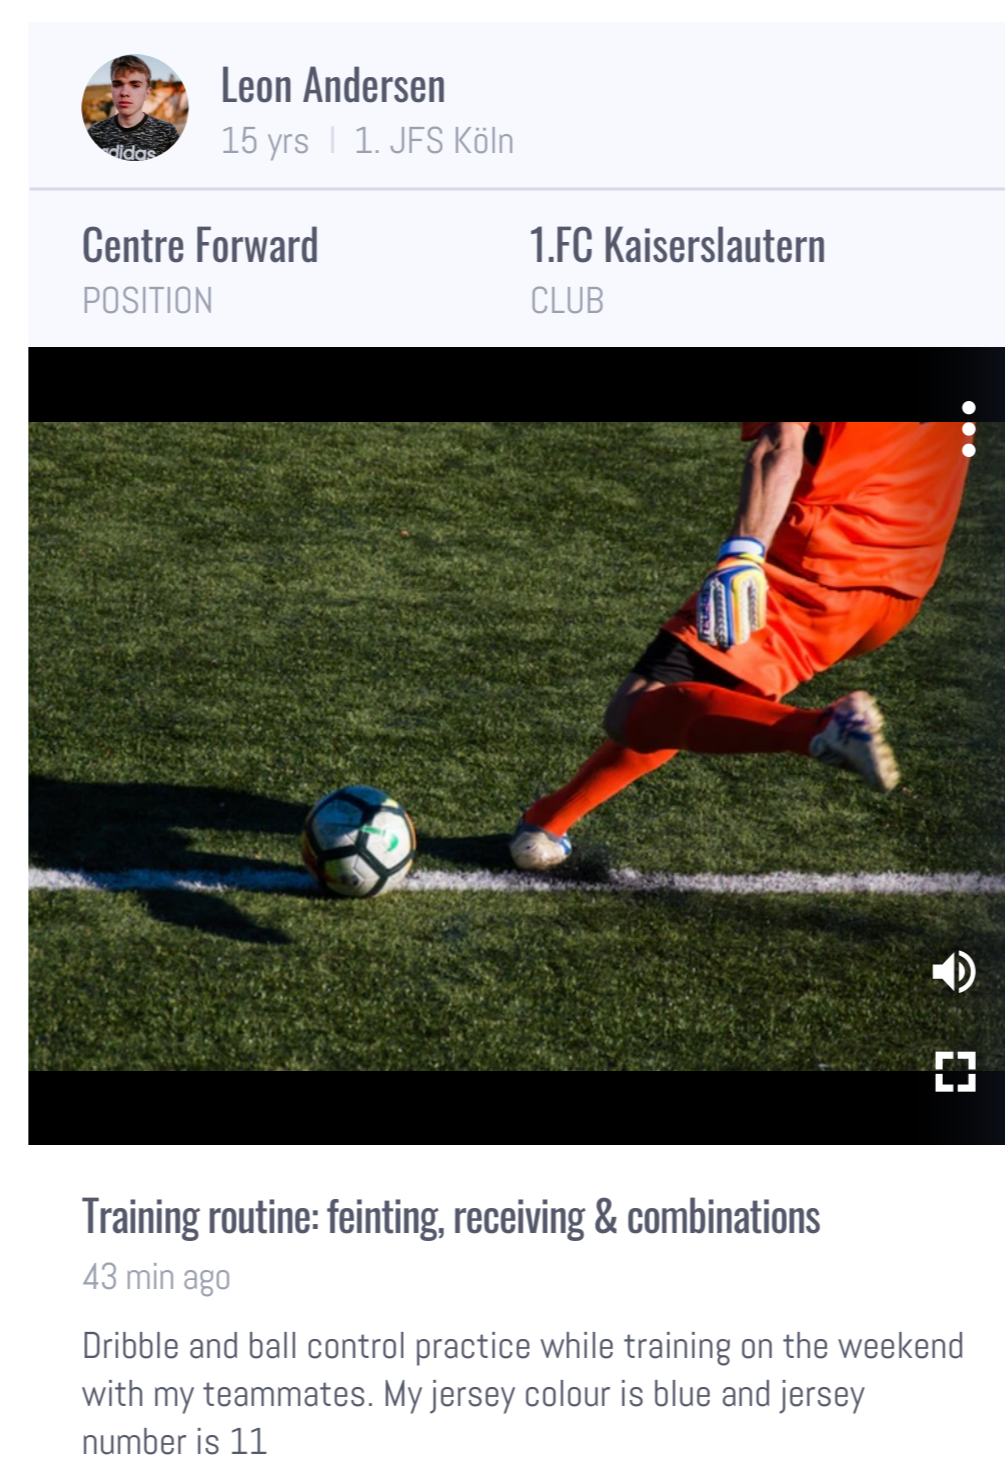 Leon Andersen
15 yrs | 1. JFS Köln
adidas
Centre Forward
1.FC Kaiserslautern
POSITION
CLUB
Training routine: feinting, receiving & combinations
43 min ago
Dribble and ball control practice while training on the weekend
with my teammates. My jersey colour is blue and jersey
number is 11